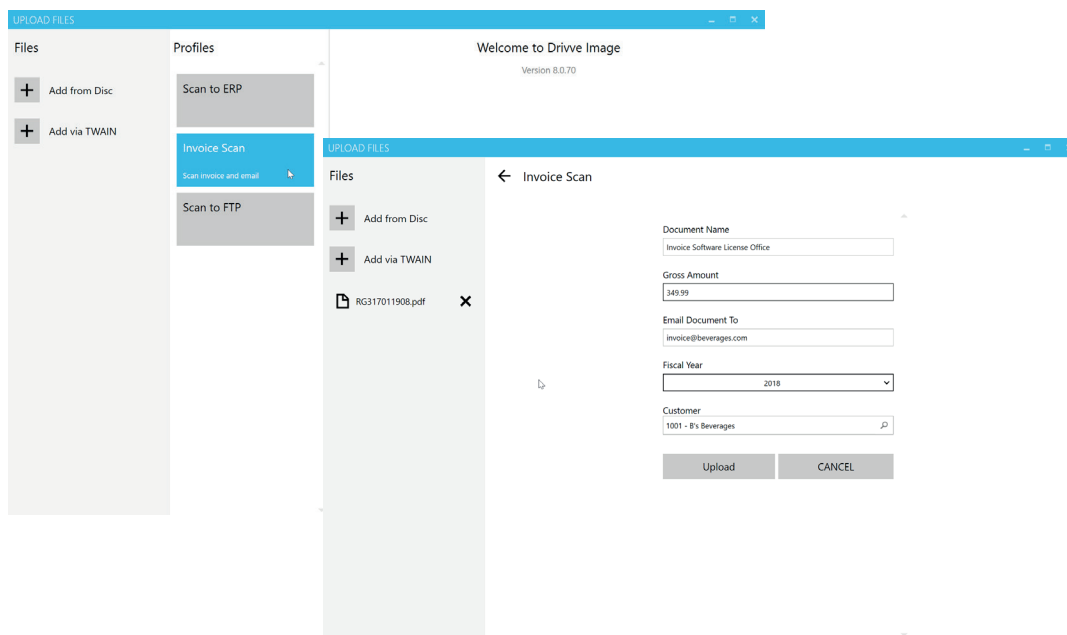 UPLOAD FILES
Files
Add from Disc
Add via TWAIN
Profiles
Scan to ERP
Invoice Scan
Scan invoice and email
Scan to FTP
Welcome to Drivve Image
Version 8.0.70
UPLOAD FILES
Files
Add from Disc
Add via TWAIN
RG317011908.pdf
Invoice Scan
Document Name
Invoice Software License Office
Gross Amount
349.99
Email Document To
invoice@beverages.com
Fiscal Year
2018
Customer
1001 - B's Beverages
Upload
CANCEL